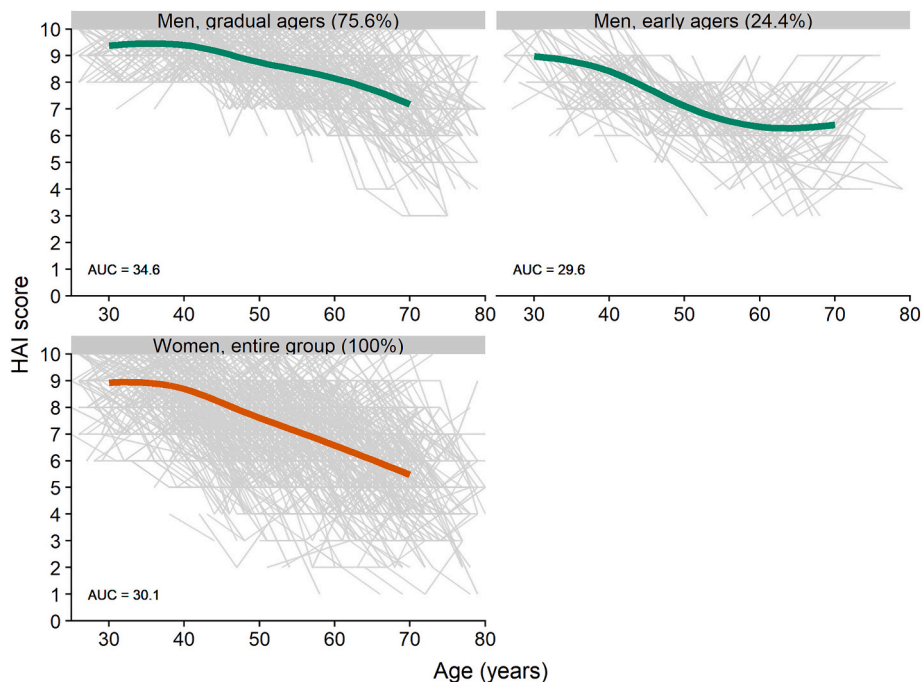 Men, gradual agers (75.6%)
Men, early agers (24.4%)
10
9
8
7
6
5
4
3
2
1
0
AUC = 34.6
AUC = 29.6
30 40 50 60 70 80
30 40 50 60 70 80
HAI score
Women, entire group (100%)
10
9
8
7
6
5
4
3
2
1
0
AUC = 30.1
30 40 50 60 70 80
Age (years)